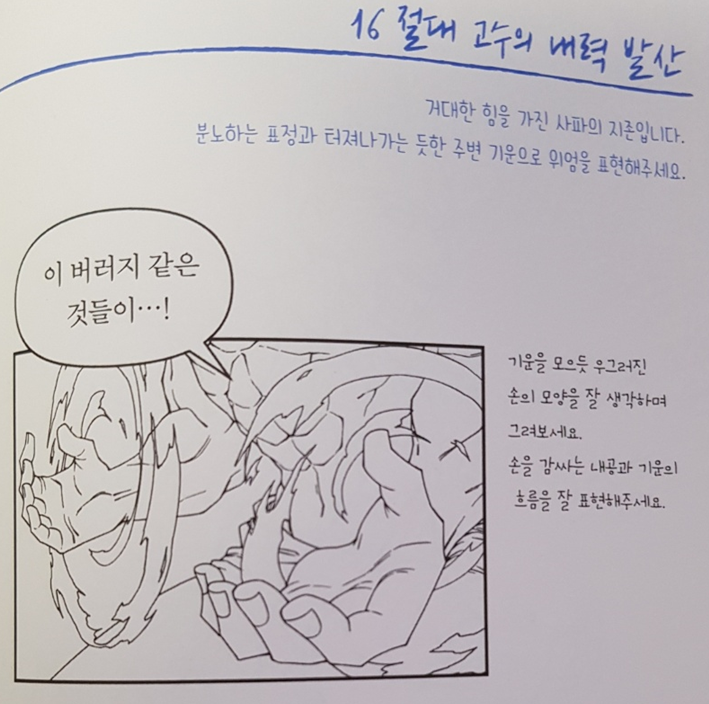 16 절대 고수의 내력 발산
거대한 힘을 가진 사파의 지존입니다.
분노하는 표정과 터져나가는 듯한 주변 기운으로 위엄을 표현해주세요.
이 버러지 같은
것들이…!
기운을 모으듯 우그러진
손의 모양을 잘 생각하며
그려보세요.
손을 감싸는 내공과 기운의
흐름을 잘 표현해주세요.